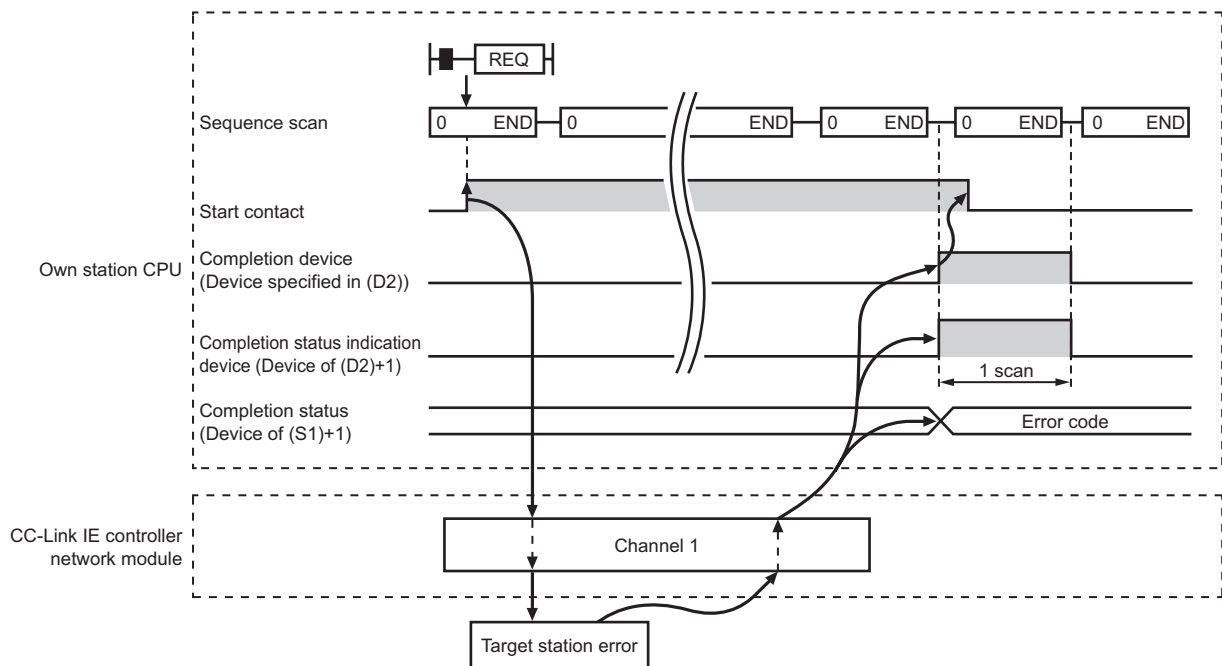 REQ
Sequence scan
0 END 0 END 0 END 0 END 0 END
Start contact
Own station CPU
Completion device
(Device specified in (D2))
Completion status indication
device (Device of (D2)+1)
1 scan
Completion status
(Device of (S1)+1)
Error code
CC-Link IE controller
network module
Channel 1
Target station error